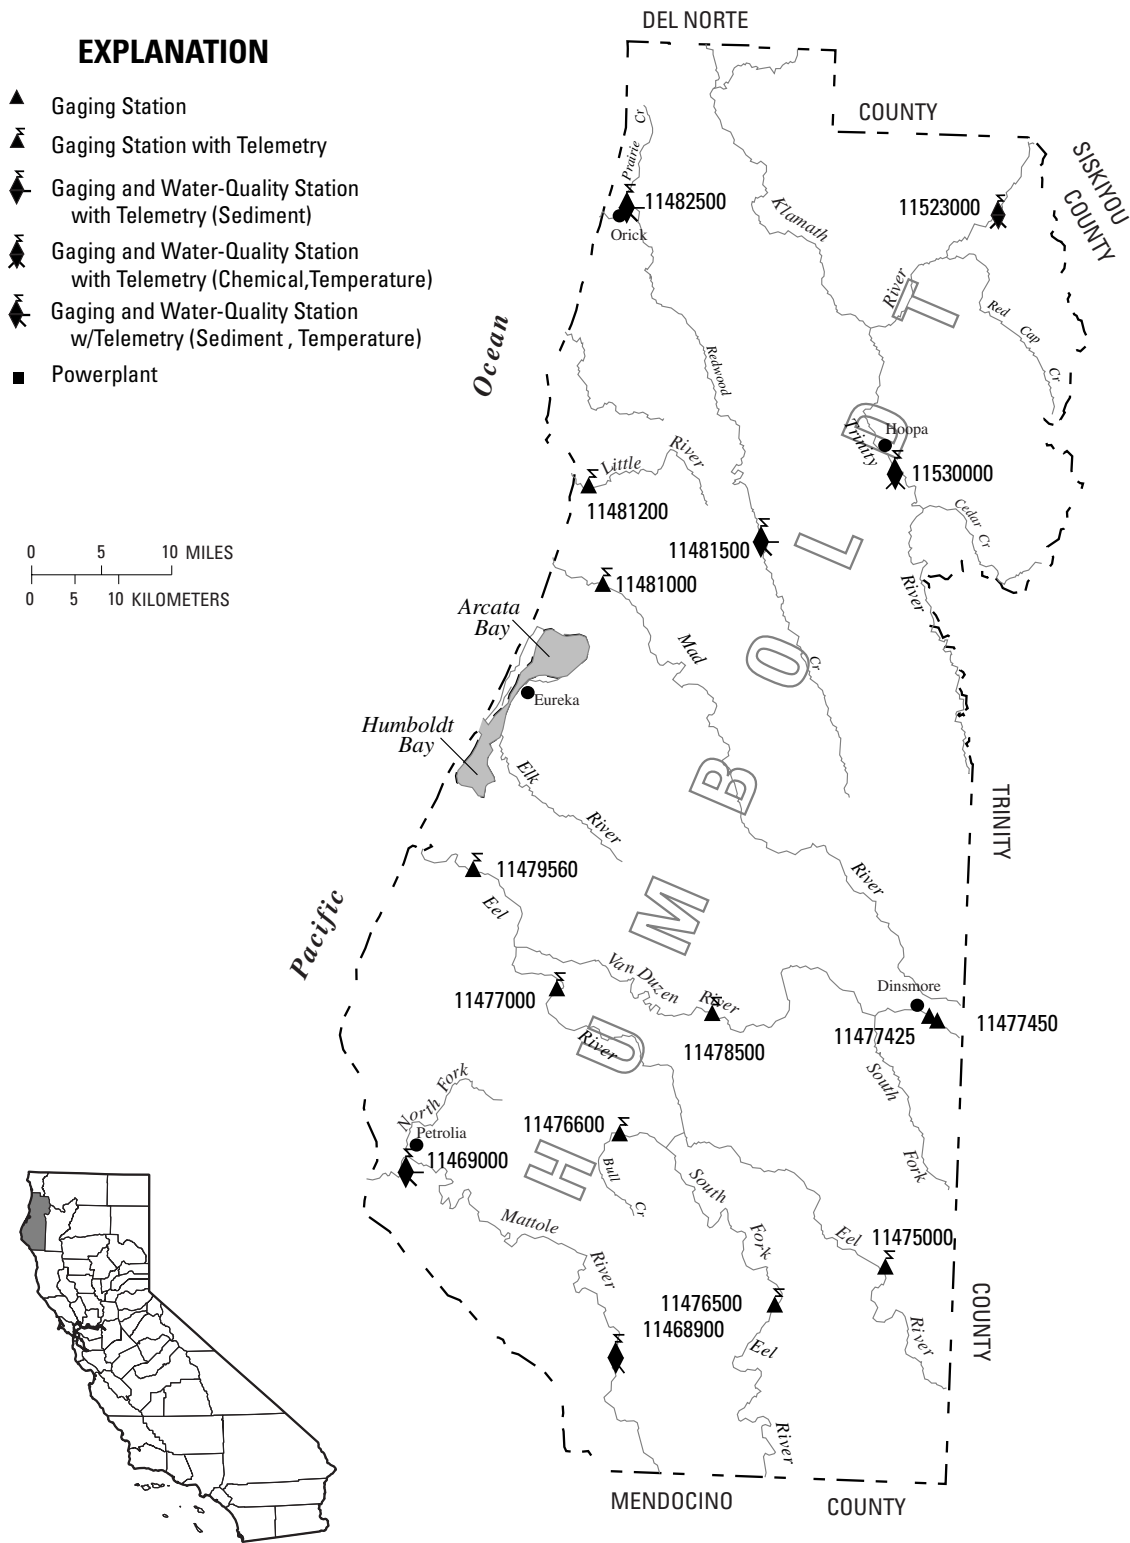 DEL NORTE
EXPLANATION
Gaging Station
Gaging Station with Telemetry
Gaging and Water-Quality Station
with Telemetry (Sediment)
Gaging and Water-Quality Station
with Telemetry (Chemical,Temperature)
Gaging and Water-Quality Station
w/Telemetry (Sediment , Temperature)
Powerplant
COUNTY
SISKIYOU
COUNTY
Prairie Cr
11482500
Orick
Klamath
River
11523000
Red Cap Cr
Pacific
Ocean
Redwood
Cr
Hoopa
Trinity
River
11530000
Cedar Cr
Little River
11481200
11481500
11481000
0 5 10 MILES
0 5 10 KILOMETERS
Arcata
Bay
Mad
River
Eureka
Humboldt
Bay
Elk
River
HUMBOLDT
TRINITY
COUNTY
11479560
Eel
River
Van Duzen
River
11477000
11478500
Dinsmore
11477425
11477450
South
Fork
North Fork
Petrolia
11469000
11476600
Bull
Cr
South
Fork
Eel
River
Mattole
River
Eel
River
11475000
11476500
11468900
MENDOCINO
COUNTY